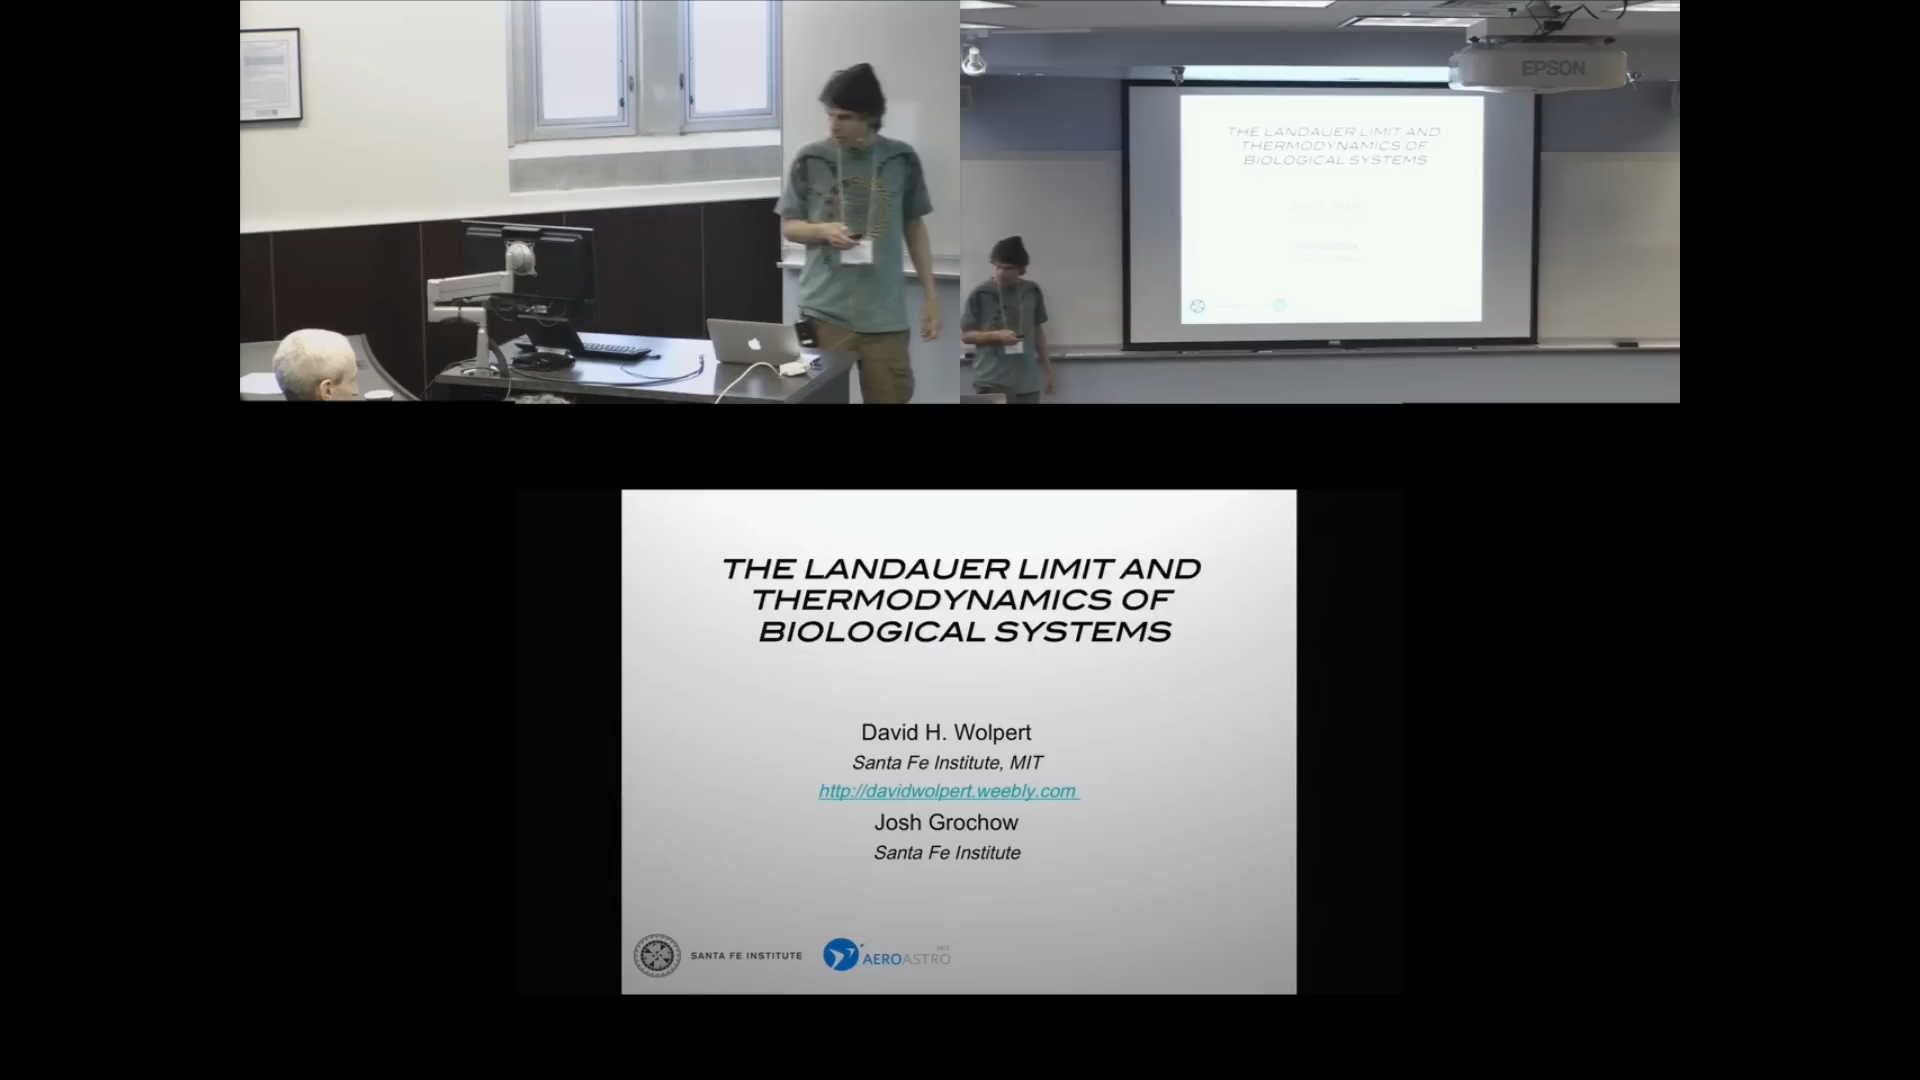 EPSON
THE LANDAUER LIMIT AND
THERMODYNAMICS OF
BIOLOGICAL SYSTEMS
THE LANDAUER LIMIT AND
THERMODYNAMICS OF
BIOLOGICAL SYSTEMS
David H. Wolpert
Santa Fe Institute, MIT
http://davidwolpert.weebly.com
Josh Grochow
Santa Fe Institute
SANTA FE INSTITUTE
AEROASTRO